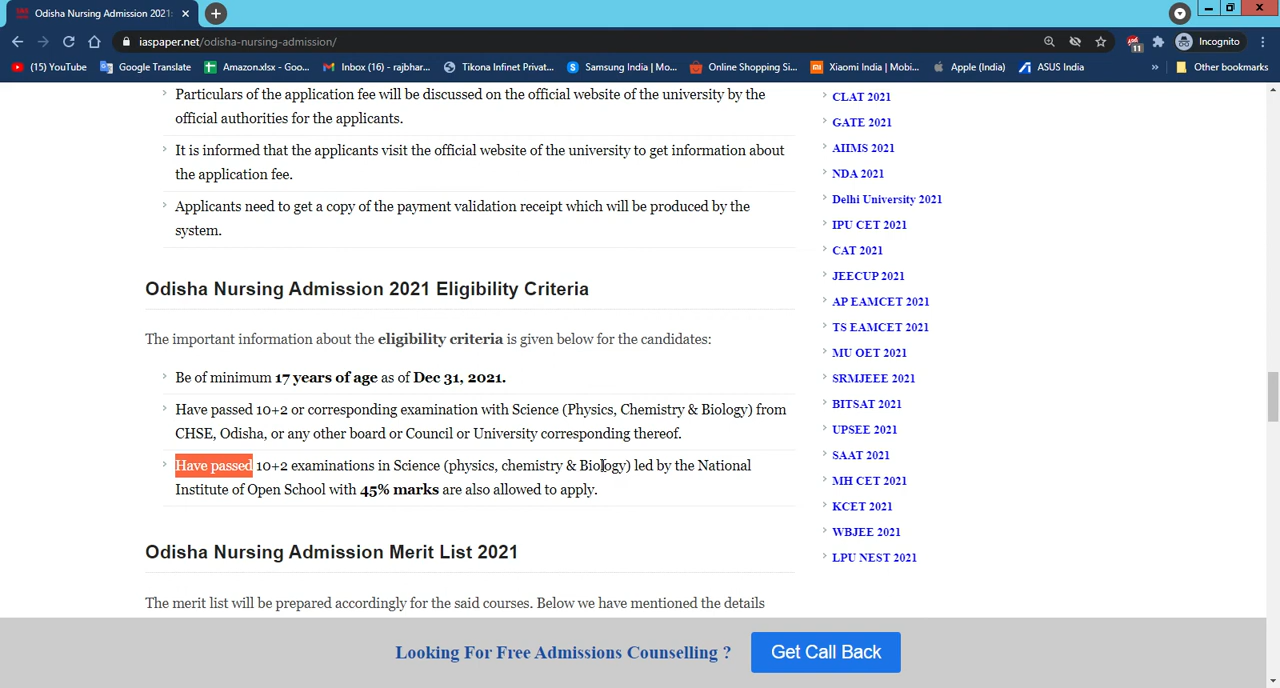 Odisha Nursing Admission 2021:
iaspaper.net/odisha-nursing-admission/
11
Incognito
(15) YouTube
Google Translate
Amazon.xlsx - Goo...
Inbox (16) - rajbhar...
Tikona Infinet Privat...
Samsung India | Mo...
Online Shopping Si...
Xiaomi India | Mobi...
Apple (India)
ASUS India
»
Other bookmarks
Particulars of the application fee will be discussed on the official website of the university by the
official authorities for the applicants.
It is informed that the applicants visit the official website of the university to get information about
the application fee.
Applicants need to get a copy of the payment validation receipt which will be produced by the
system.
Odisha Nursing Admission 2021 Eligibility Criteria
The important information about the eligibility criteria is given below for the candidates:
Be of minimum 17 years of age as of Dec 31, 2021.
Have passed 10+2 or corresponding examination with Science (Physics, Chemistry & Biology) from
CHSE, Odisha, or any other board or Council or University corresponding thereof.
Have passed 10+2 examinations in Science (physics, chemistry & Biology) led by the National
Institute of Open School with 45% marks are also allowed to apply.
Odisha Nursing Admission Merit List 2021
The merit list will be prepared accordingly for the said courses. Below we have mentioned the details
CLAT 2021
GATE 2021
AIIMS 2021
NDA 2021
Delhi University 2021
IPU CET 2021
CAT 2021
JEECUP 2021
AP EAMCET 2021
TS EAMCET 2021
MU OET 2021
SRMJEEE 2021
BITSAT 2021
UPSEE 2021
SAAT 2021
MH CET 2021
KCET 2021
WBJEE 2021
LPU NEST 2021
Looking For Free Admissions Counselling ?
Get Call Back